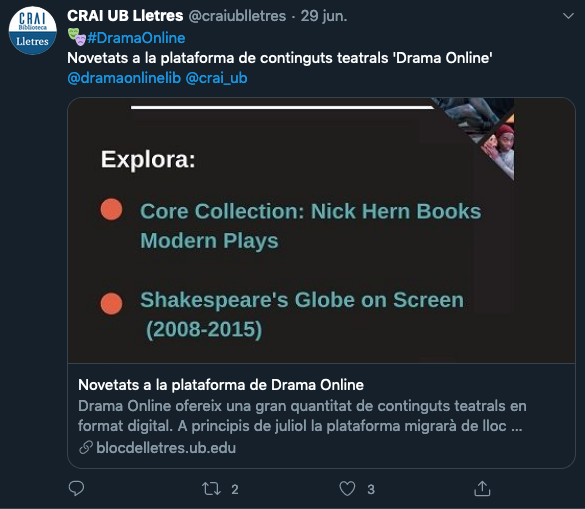 CRAI
Biblioteca
Lletres
CRAI UB Lletres @craiublletres · 29 jun.
🎭#DramaOnline
Novetats a la plataforma de continguts teatrals 'Drama Online'
@dramaonlinelib @crai_ub
Explora:
Core Collection: Nick Hern Books
Modern Plays
Shakespeare's Globe on Screen
(2008-2015)
Novetats a la plataforma de Drama Online
Drama Online ofereix una gran quantitat de continguts teatrals en
format digital. A principis de juliol la plataforma migrarà de lloc ...
blocdelletres.ub.edu
2
3